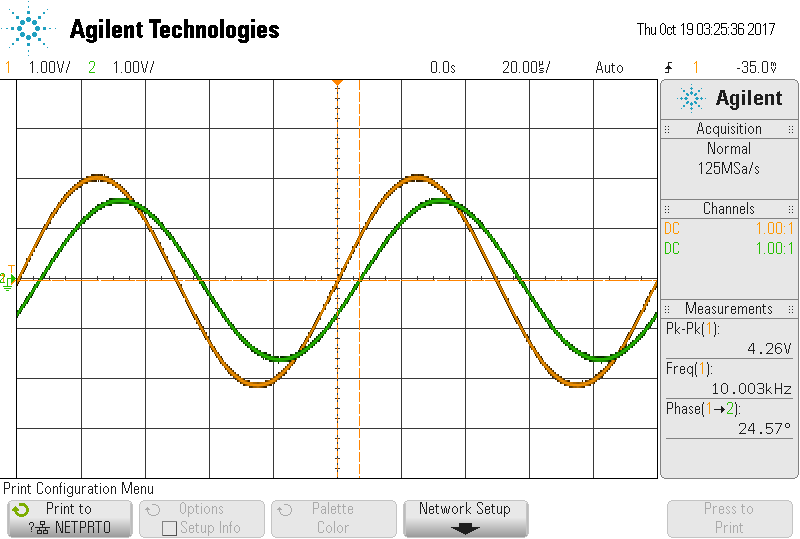 Agilent Technologies
Thu Oct 19 03:25:36 2017
1 1.00V/ 2 1.00V/ 0.0s 20.00µs/ Auto 1 -35.0V
Agilent
Acquisition
Normal
125MSa/s
Channels
DC 1.00:1
DC 1.00:1
2
Measurements
Pk-Pk(1):
4.26V
Freq(1):
10.003kHz
Phase(1→2):
24.57°
Print Configuration Menu
Print to
? NETPRT0
Options
Setup Info
Palette
Color
Network Setup
Press to
Print